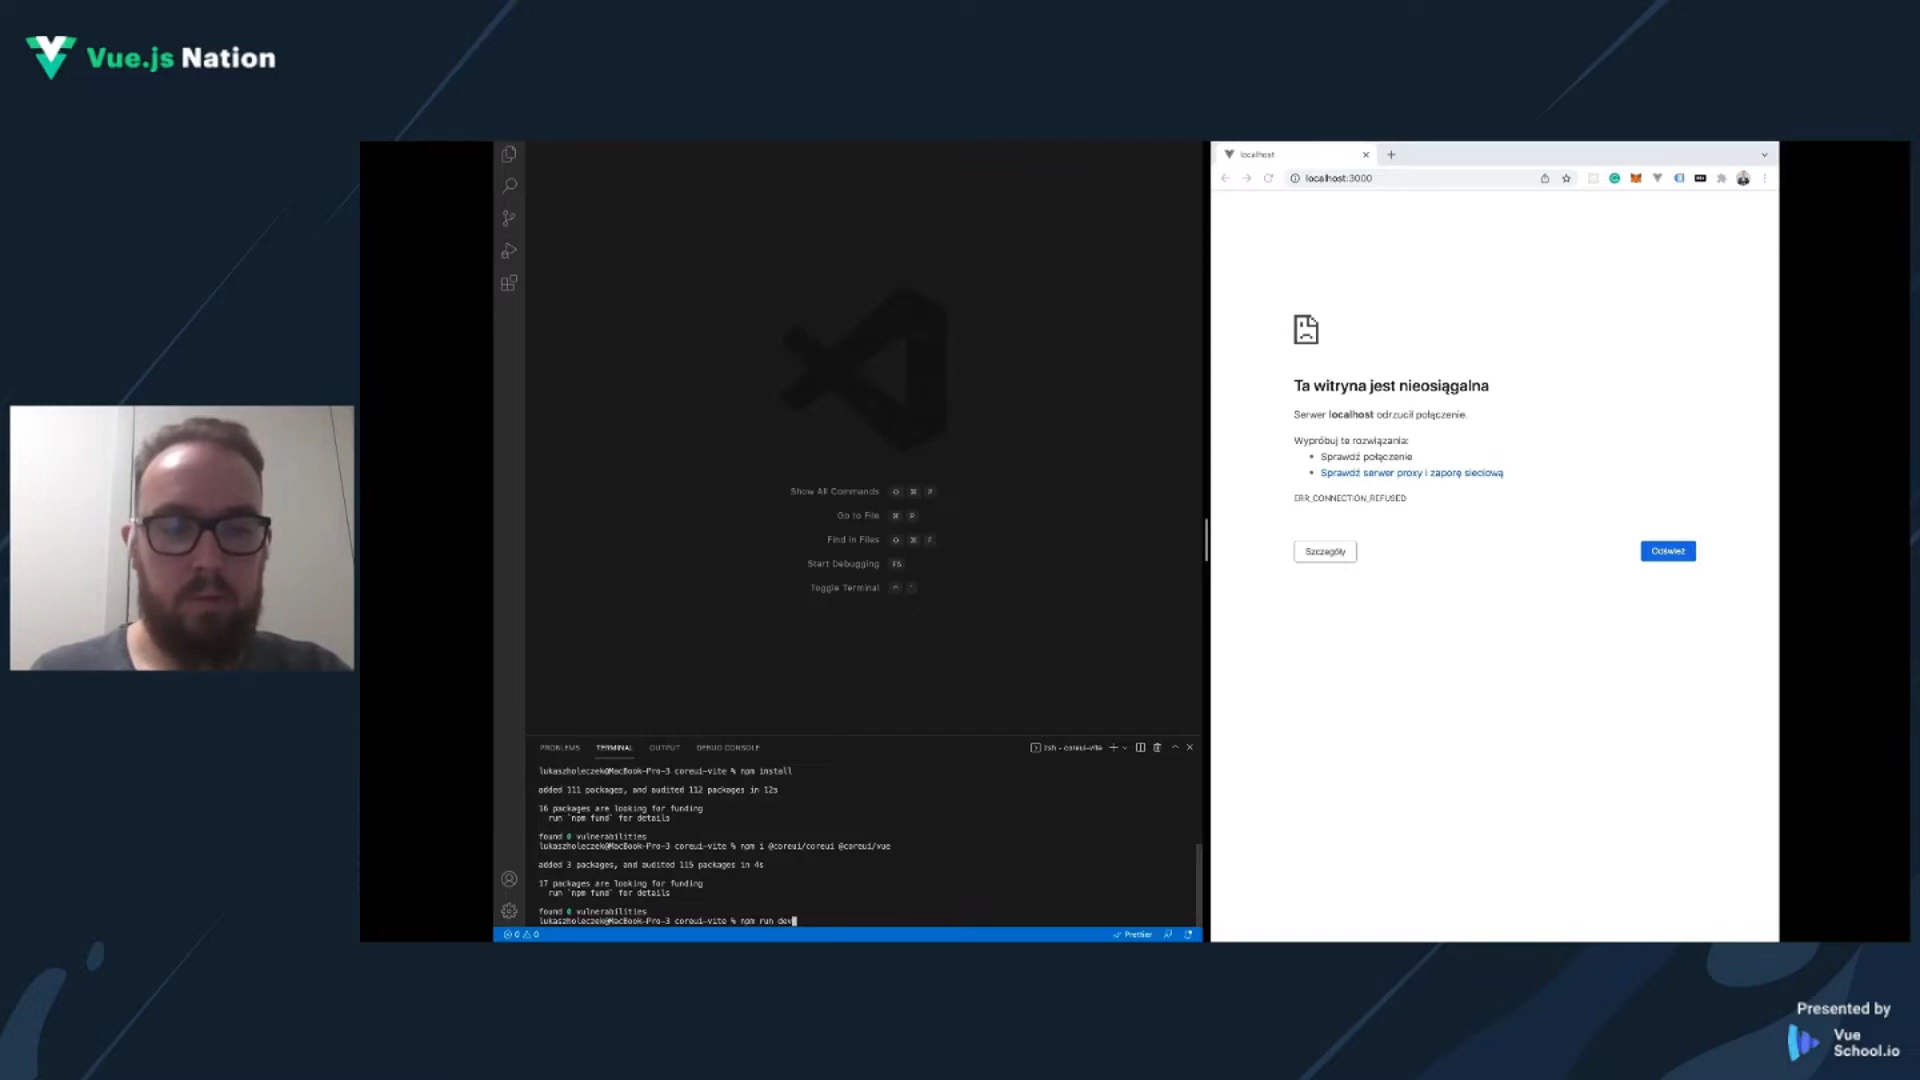 Vue.js Nation
localhost
localhost:3000
Ta witryna jest nieosiągalna
Serwer localhost odrzucił połączenie.
Wypróbuj te rozwiązania:
Sprawdź połączenie
Sprawdź serwer proxy i zaporę sieciową
ERR_CONNECTION_REFUSED
Szczegóły
Odśwież
Show All Commands ⇧ ⌘ P
Go to File ⌘ P
Find in Files ⇧ ⌘ F
Start Debugging F5
Toggle Terminal ^ `
PROBLEMS TERMINAL OUTPUT DEBUG CONSOLE
zsh - coreui-vite
lukaszholeczek@MacBook-Pro-3 coreui-vite % npm install
added 111 packages, and audited 112 packages in 12s
16 packages are looking for funding
run `npm fund` for details
found 0 vulnerabilities
lukaszholeczek@MacBook-Pro-3 coreui-vite % npm i @coreui/coreui @coreui/vue
added 3 packages, and audited 115 packages in 4s
17 packages are looking for funding
run `npm fund` for details
found 0 vulnerabilities
lukaszholeczek@MacBook-Pro-3 coreui-vite % npm run dev
0 0
Prettier
Presented by
Vue
School.io